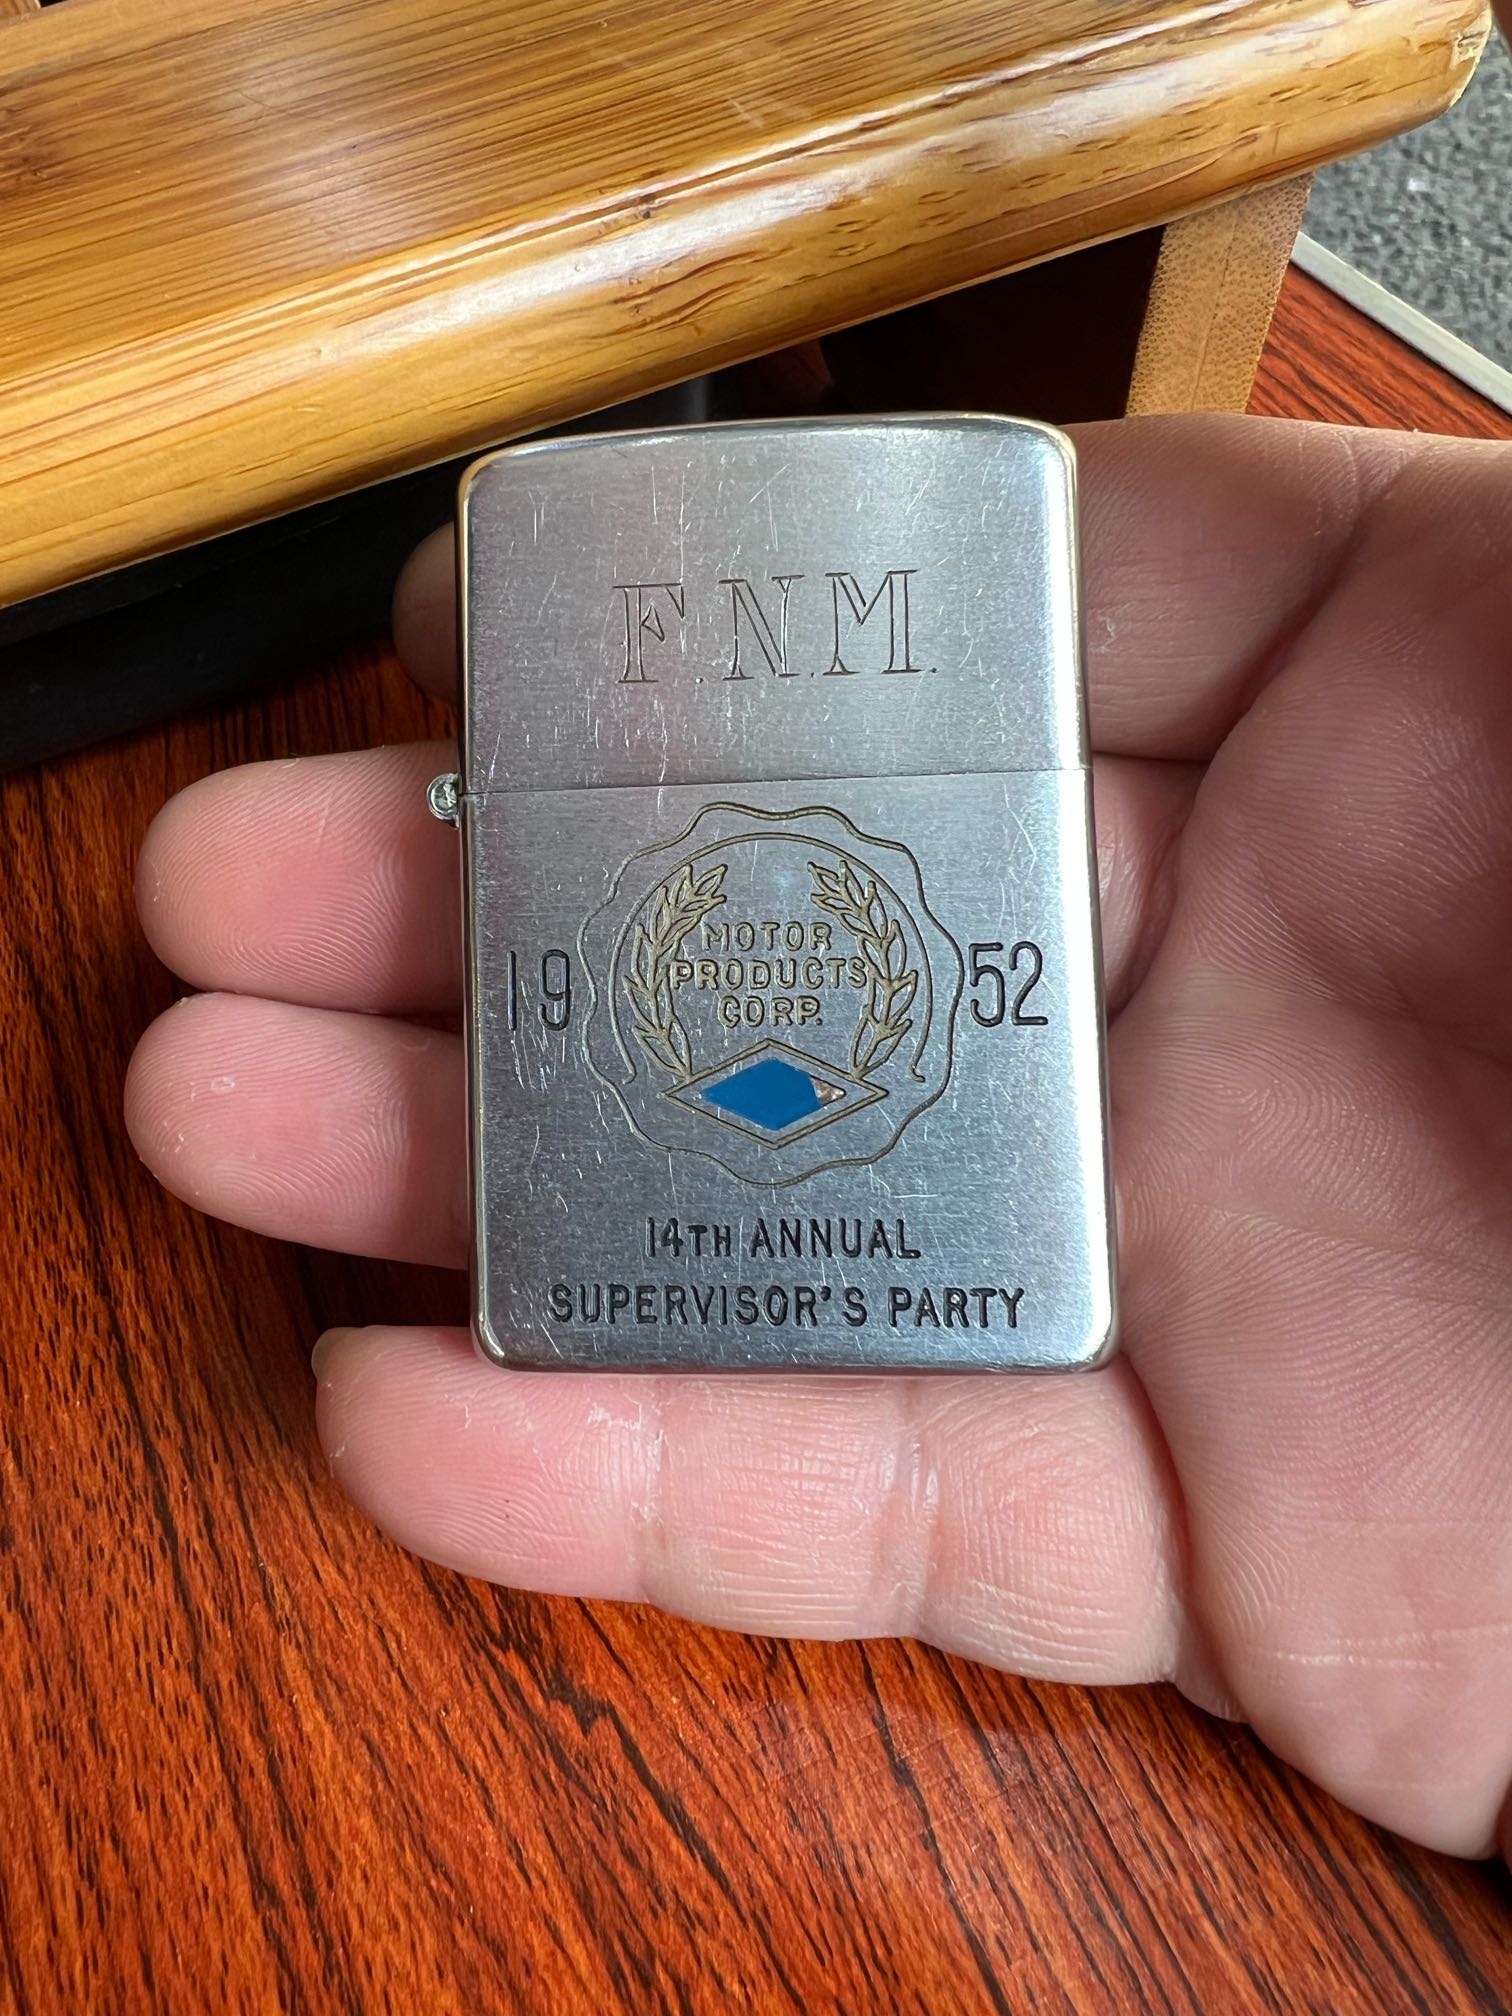 F.N.M.
MOTOR
PRODUCTS
CORP.
19 52
14TH ANNUAL
SUPERVISOR'S PARTY